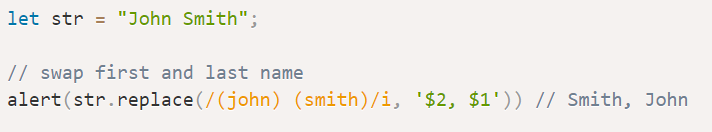 let str = "John Smith";
// swap first and last name
alert(str.replace(/(john) (smith)/i, '$2, $1')) // Smith, John